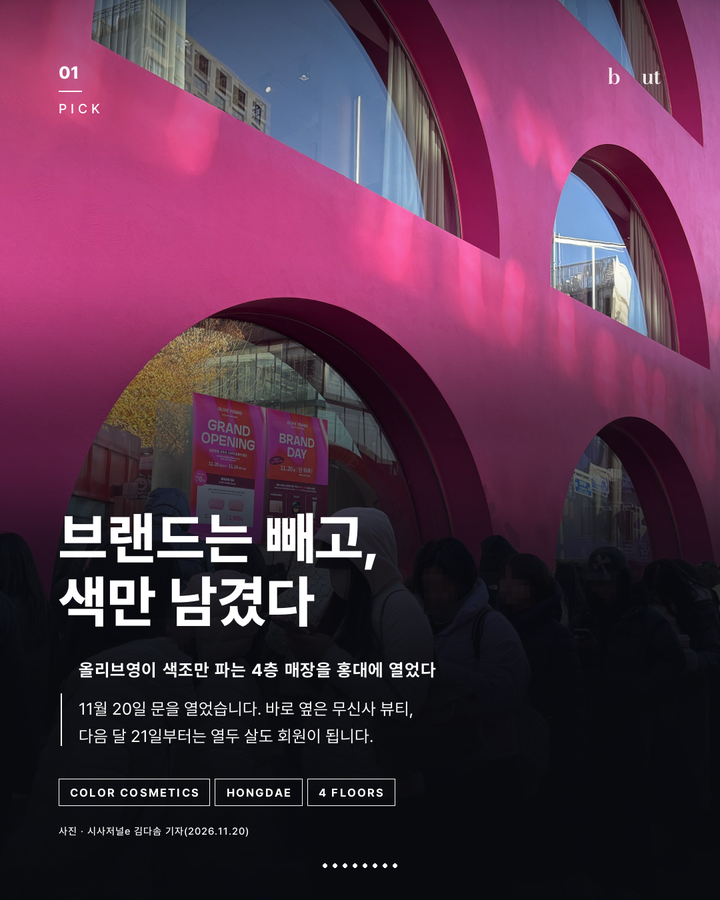 01
PICK
b ut
GRAND
OPENING
BRAND
DAY
브랜드는 빼고,
색만 남겼다
올리브영이 색조만 파는 4층 매장을 홍대에 열었다
11월 20일 문을 열었습니다. 바로 옆은 무신사 뷰티,
다음 달 21일부터는 열두 살도 회원이 됩니다.
COLOR COSMETICS
HONGDAE
4 FLOORS
사진 · 시사저널e 김다솜 기자(2026.11.20)